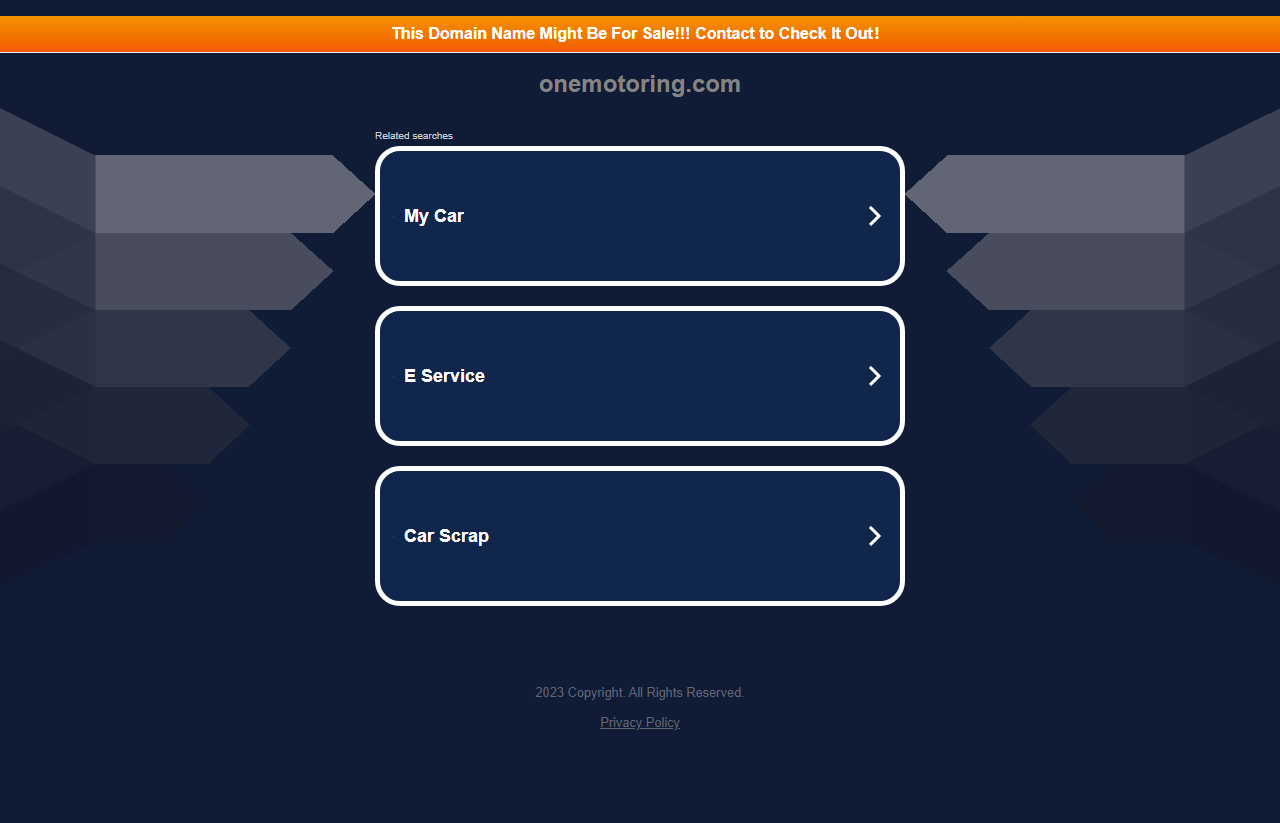 This Domain Name Might Be For Sale!!! Contact to Check It Out!
onemotoring.com
Related searches
My Car
E Service
Car Scrap
2023 Copyright. All Rights Reserved.
Privacy Policy